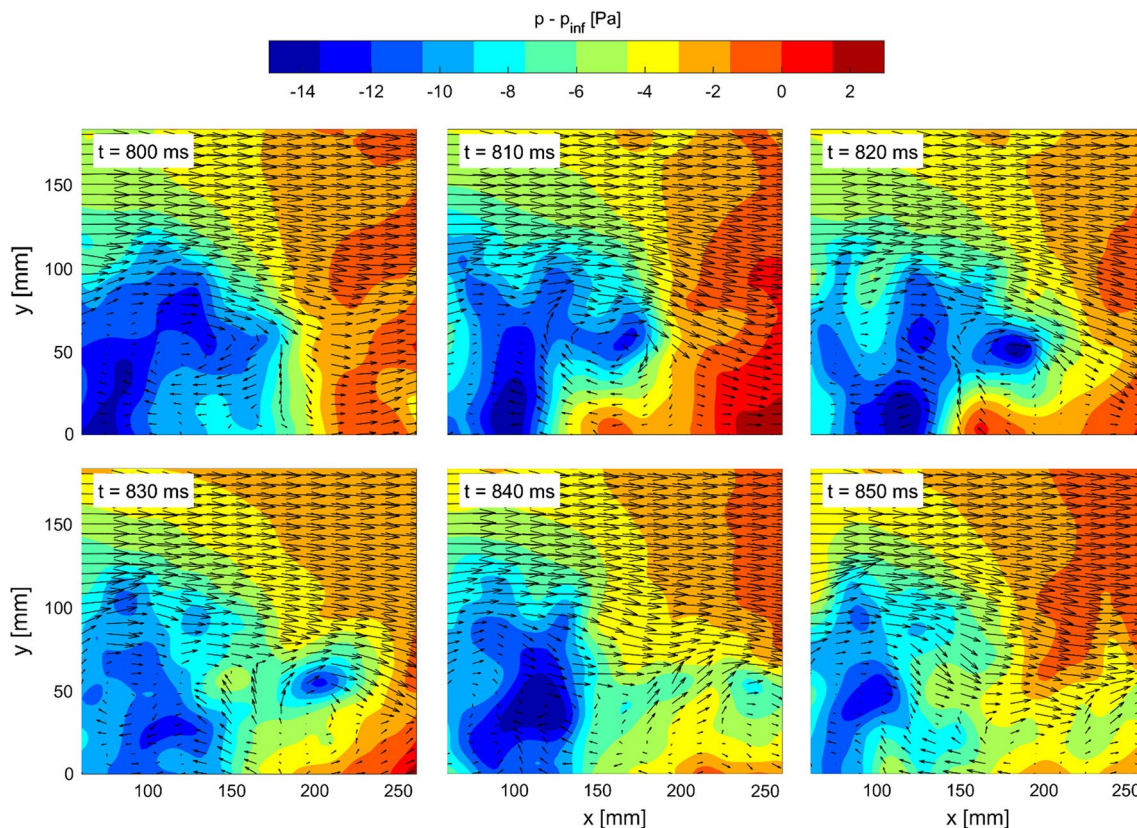 p - p_inf [Pa]
-14 -12 -10 -8 -6 -4 -2 0 2
t = 800 ms t = 810 ms t = 820 ms
150
100
50
0
y [mm]
t = 830 ms t = 840 ms t = 850 ms
150
100
50
0
y [mm]
100 150 200 250 100 150 200 250 100 150 200 250
x [mm] x [mm]